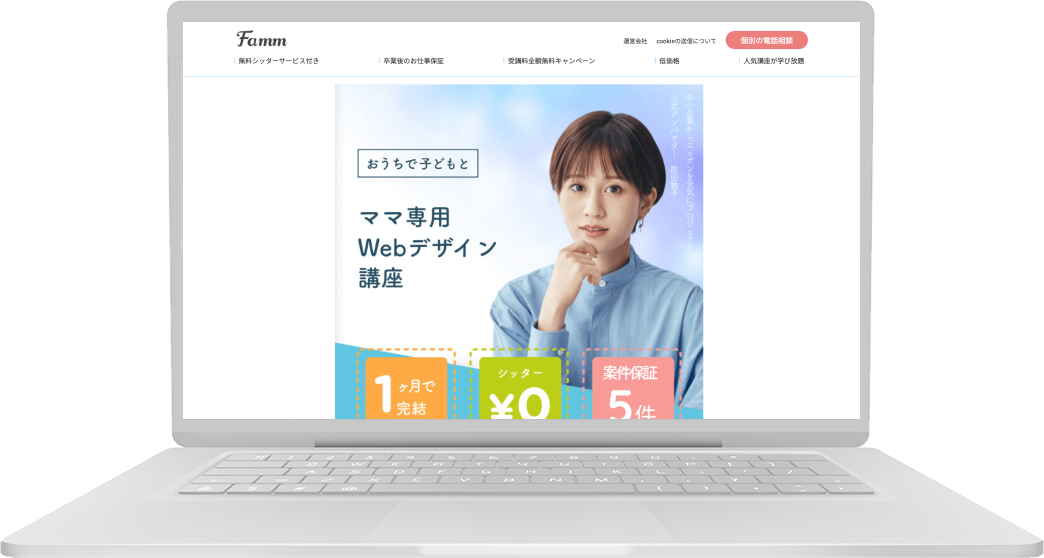 Famm
運営会社 cookieの送信について 個別の電話相談
無料シッターサービス付き 卒業後のお仕事保証 受講料全額無料キャンペーン 低価格 人気講座が学び放題
中小企業からニッポンを元気にプロジェクト
公式アンバサダー 前田敦子
おうちで子どもと
ママ専用
Webデザイン
講座
1ヶ月で
完結
シッター
¥0
案件保証
5件